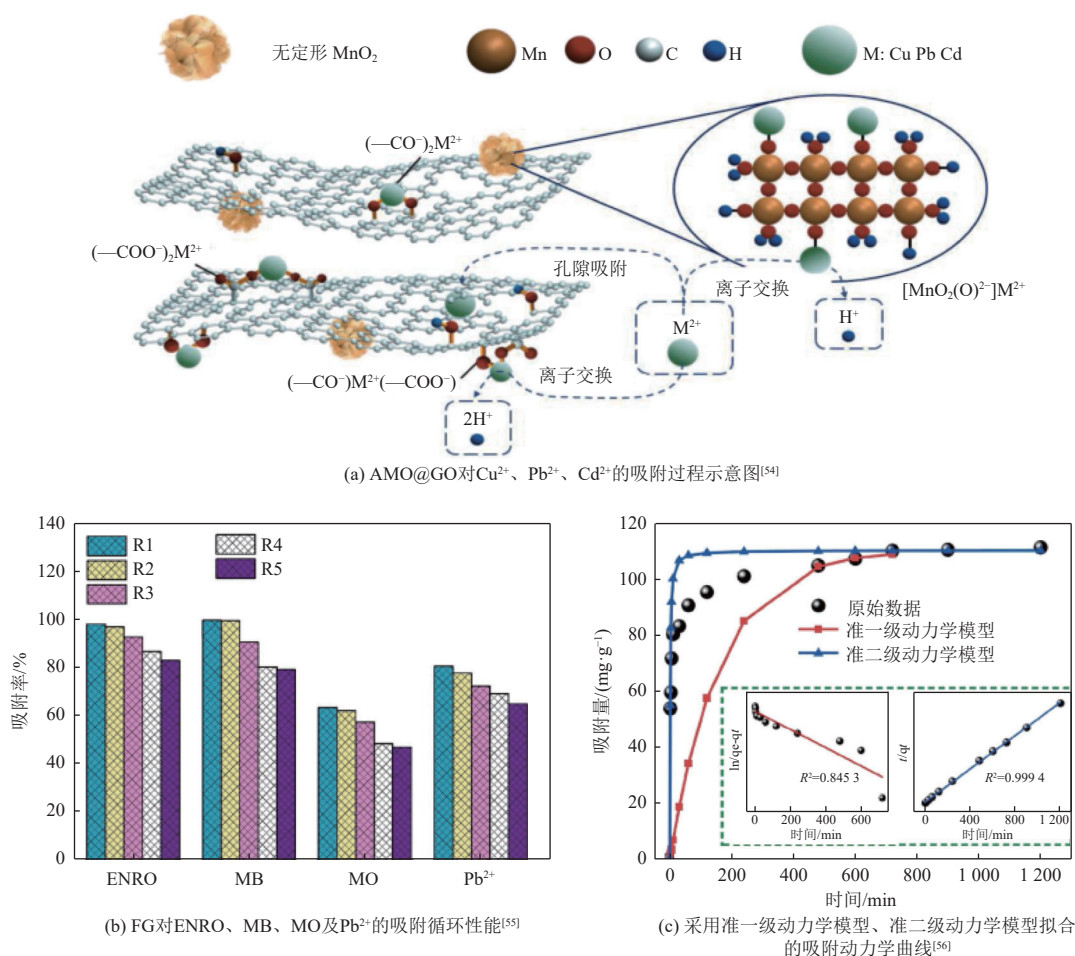 无定形 MnO₂
Mn
O
C
H
M: Cu Pb Cd
(—CO⁻)₂M²⁺
(—COO⁻)₂M²⁺
孔隙吸附
离子交换
[MnO₂(O)²⁻]M²⁺
M²⁺
H⁺
(—CO⁻)M²⁺(—COO⁻)
离子交换
2H⁺
(a) AMO@GO对Cu²⁺、Pb²⁺、Cd²⁺的吸附过程示意图[54]
140
120
100
80
60
40
20
0
吸附率/%
R1
R2
R3
R4
R5
ENRO
MB
MO
Pb²⁺
(b) FG对ENRO、MB、MO及Pb²⁺的吸附循环性能[55]
120
100
80
60
40
20
0
吸附量/(mg·g⁻¹)
原始数据
准一级动力学模型
准二级动力学模型
ln/qe-qt
R²=0.845 3
0
200
400
600
时间/min
t/qt
R²=0.999 4
0
400
800
1 200
时间/min
0
200
400
600
800
1 000
1 200
时间/min
(c) 采用准一级动力学模型、准二级动力学模型拟合
的吸附动力学曲线[56]